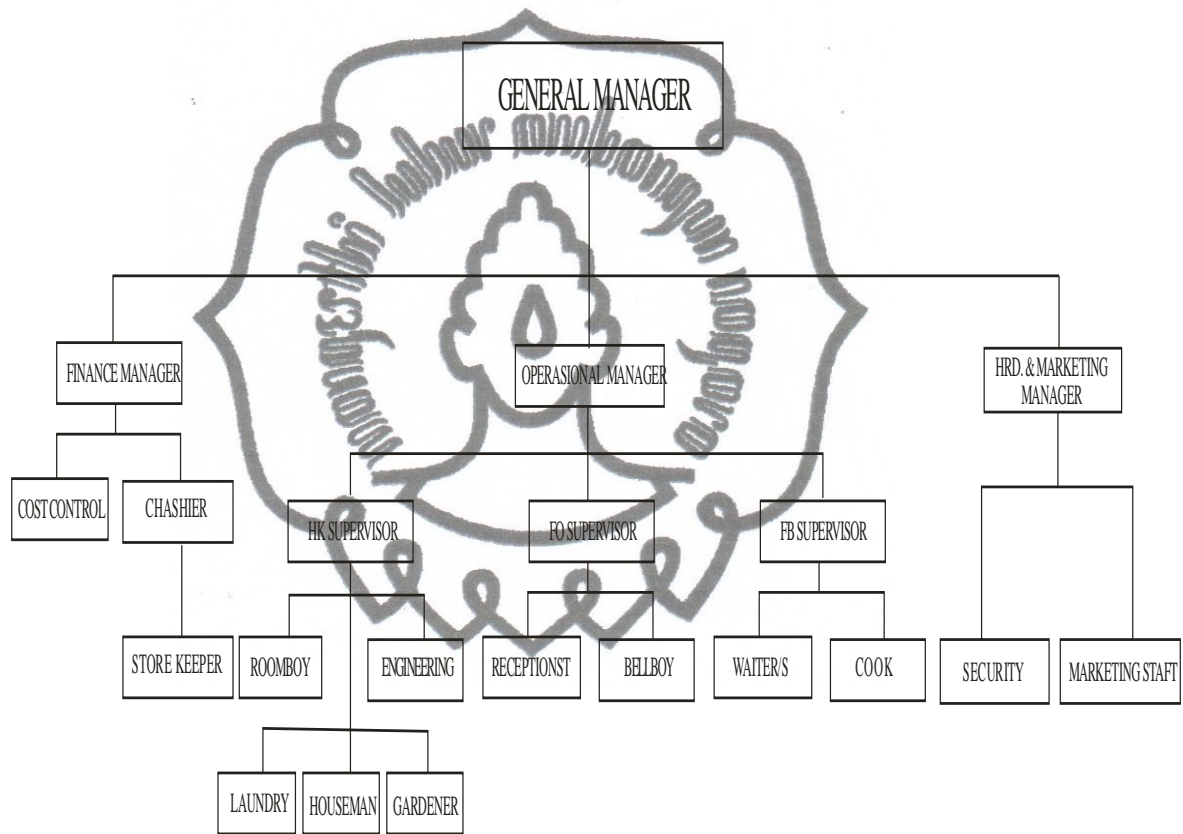 GENERAL MANAGER
FINANCE MANAGER
OPERASIONAL MANAGER
HRD. & MARKETING
MANAGER
COST CONTROL
CHASHIER
HK SUPERVISOR
FO SUPERVISOR
FB SUPERVISOR
STORE KEEPER
ROOMBOY
ENGINEERING
RECEPTIONST
BELLBOY
WAITER/S
COOK
SECURITY
MARKETING STAFT
LAUNDRY
HOUSEMAN
GARDENER